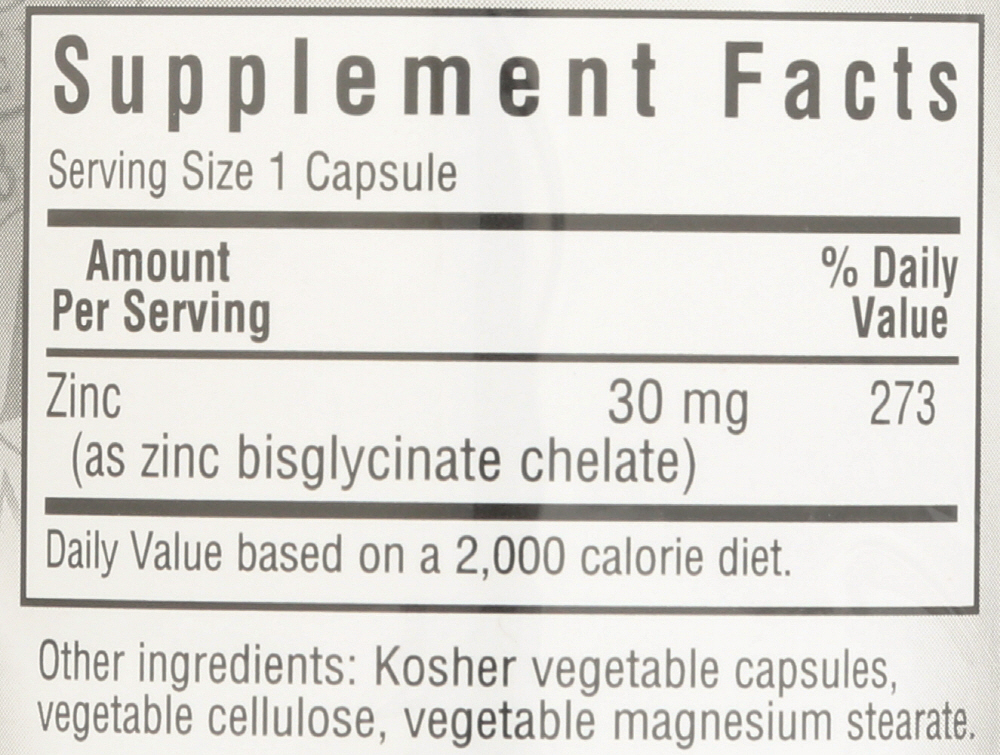 Supplement Facts
Serving Size 1 Capsule
Amount
Per Serving
% Daily
Value
Zinc 30 mg 273
(as zinc bisglycinate chelate)
Daily Value based on a 2,000 calorie diet.
Other ingredients: Kosher vegetable capsules,
vegetable cellulose, vegetable magnesium stearate.